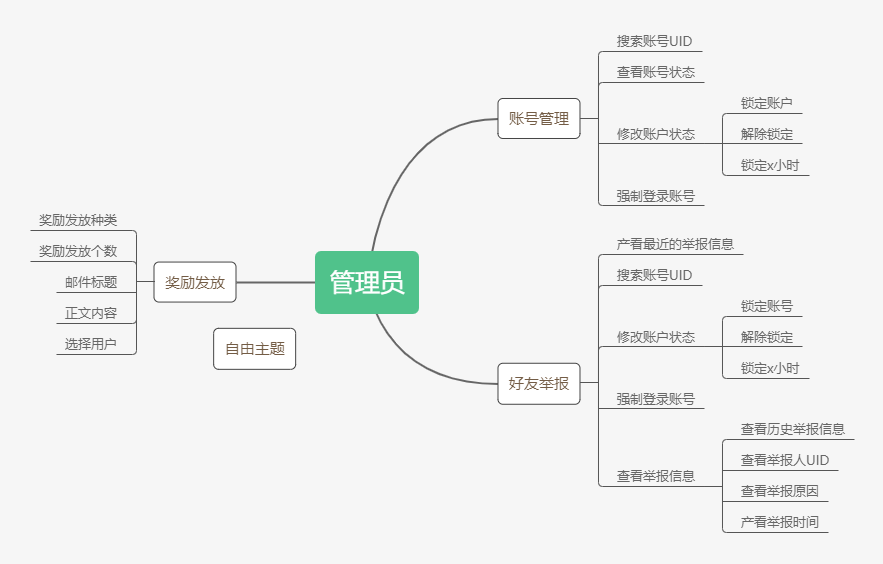 管理员
账号管理
搜索账号UID
查看账号状态
修改账户状态
锁定账户
解除锁定
锁定x小时
强制登录账号
好友举报
产看最近的举报信息
搜索账号UID
修改账户状态
锁定账号
解除锁定
锁定x小时
强制登录账号
查看举报信息
查看历史举报信息
查看举报人UID
查看举报原因
产看举报时间
奖励发放
奖励发放种类
奖励发放个数
邮件标题
正文内容
选择用户
自由主题